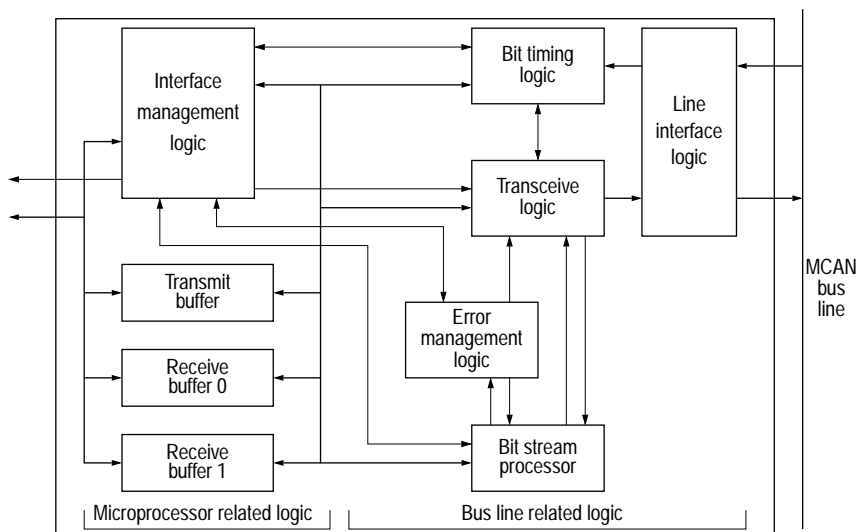 Interface
management
logic
Bit timing
logic
Line
interface
logic
Transceive
logic
MCAN
bus
line
Transmit
buffer
Error
management
logic
Receive
buffer 0
Receive
buffer 1
Bit stream
processor
Microprocessor related logic
Bus line related logic